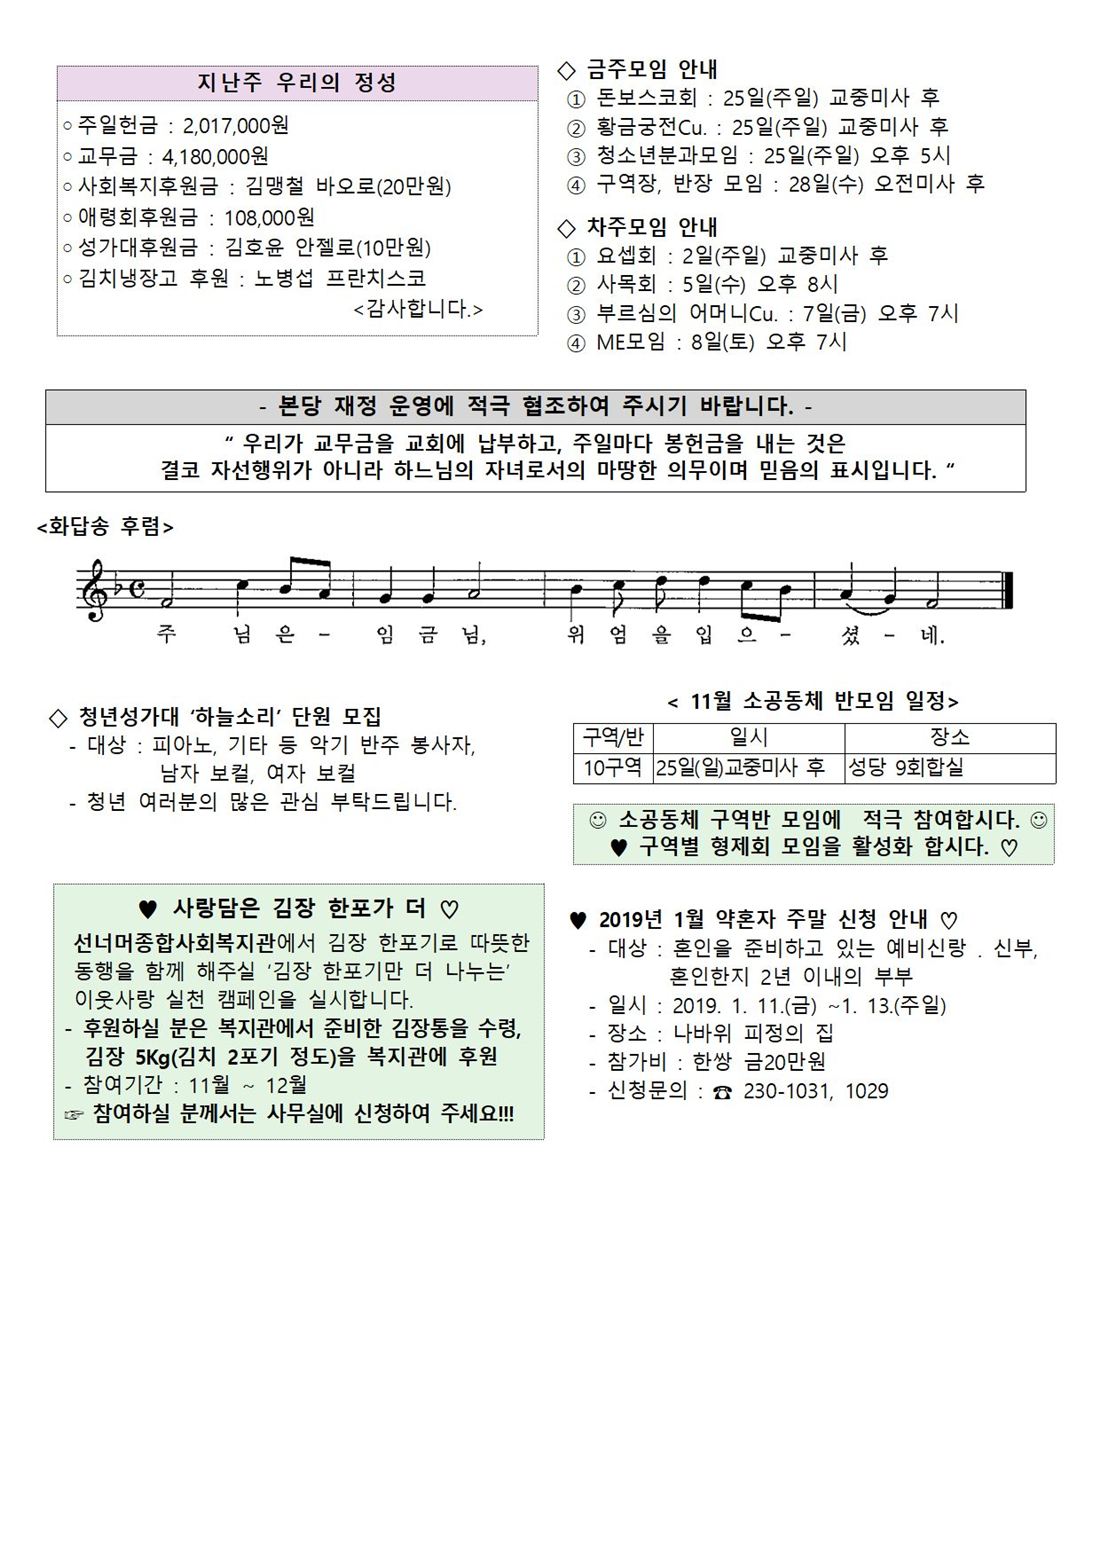 지난주 우리의 정성
○ 주일헌금 : 2,017,000원
○ 교무금 : 4,180,000원
○ 사회복지후원금 : 김맹철 바오로(20만원)
○ 애령회후원금 : 108,000원
○ 성가대후원금 : 김호윤 안젤로(10만원)
○ 김치냉장고 후원 : 노병섭 프란치스코
<감사합니다.>
◇ 금주모임 안내
① 돈보스코회 : 25일(주일) 교중미사 후
② 황금궁전Cu. : 25일(주일) 교중미사 후
③ 청소년분과모임 : 25일(주일) 오후 5시
④ 구역장, 반장 모임 : 28일(수) 오전미사 후
◇ 차주모임 안내
① 요셉회 : 2일(주일) 교중미사 후
② 사목회 : 5일(수) 오후 8시
③ 부르심의 어머니Cu. : 7일(금) 오후 7시
④ ME모임 : 8일(토) 오후 7시
- 본당 재정 운영에 적극 협조하여 주시기 바랍니다. -
“ 우리가 교무금을 교회에 납부하고, 주일마다 봉헌금을 내는 것은
결코 자선행위가 아니라 하느님의 자녀로서의 마땅한 의무이며 믿음의 표시입니다. “
<화답송 후렴>
주 님 은 - 임 금 님, 위 엄 을 입 으 - 셨 - 네.
◇ 청년성가대 ‘하늘소리’ 단원 모집
- 대상 : 피아노, 기타 등 악기 반주 봉사자,
남자 보컬, 여자 보컬
- 청년 여러분의 많은 관심 부탁드립니다.
< 11월 소공동체 반모임 일정>
구역/반 일시 장소
10구역 25일(일)교중미사 후 성당 9회합실
☺ 소공동체 구역반 모임에 적극 참여합시다. ☺
♥ 구역별 형제회 모임을 활성화 합시다. ♡
♥ 사랑담은 김장 한포가 더 ♡
선너머종합사회복지관에서 김장 한포기로 따뜻한
동행을 함께 해주실 ‘김장 한포기만 더 나누는’
이웃사랑 실천 캠페인을 실시합니다.
- 후원하실 분은 복지관에서 준비한 김장통을 수령,
김장 5Kg(김치 2포기 정도)을 복지관에 후원
- 참여기간 : 11월 ~ 12월
☞ 참여하실 분께서는 사무실에 신청하여 주세요!!!
♥ 2019년 1월 약혼자 주말 신청 안내 ♡
- 대상 : 혼인을 준비하고 있는 예비신랑 . 신부,
혼인한지 2년 이내의 부부
- 일시 : 2019. 1. 11.(금) ~1. 13.(주일)
- 장소 : 나바위 피정의 집
- 참가비 : 한쌍 금20만원
- 신청문의 : ☎ 230-1031, 1029